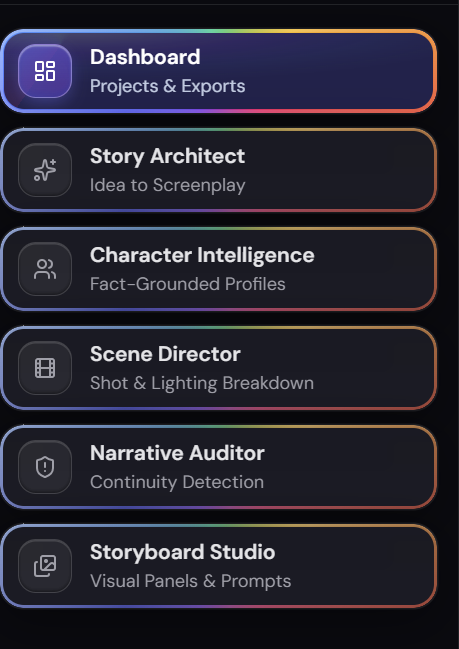 Dashboard
Projects & Exports
Story Architect
Idea to Screenplay
Character Intelligence
Fact-Grounded Profiles
Scene Director
Shot & Lighting Breakdown
Narrative Auditor
Continuity Detection
Storyboard Studio
Visual Panels & Prompts